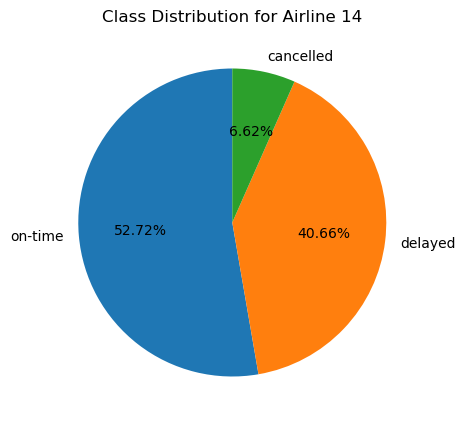 Class Distribution for Airline 14
cancelled
6.62%
on-time
52.72%
40.66%
delayed